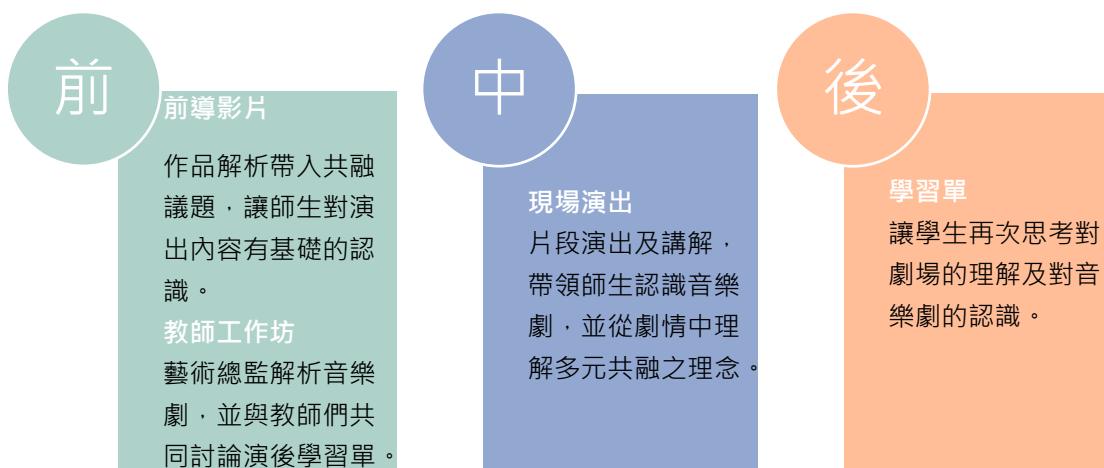 前
前導影片
作品解析帶入共融
議題，讓師生對演
出內容有基礎的認
識。
教師工作坊
藝術總監解析音樂
劇，並與教師們共
同討論演後學習單。
中
現場演出
片段演出及講解，
帶領師生認識音樂
劇，並從劇情中理
解多元共融之理念。
後
學習單
讓學生再次思考對
劇場的理解及對音
樂劇的認識。